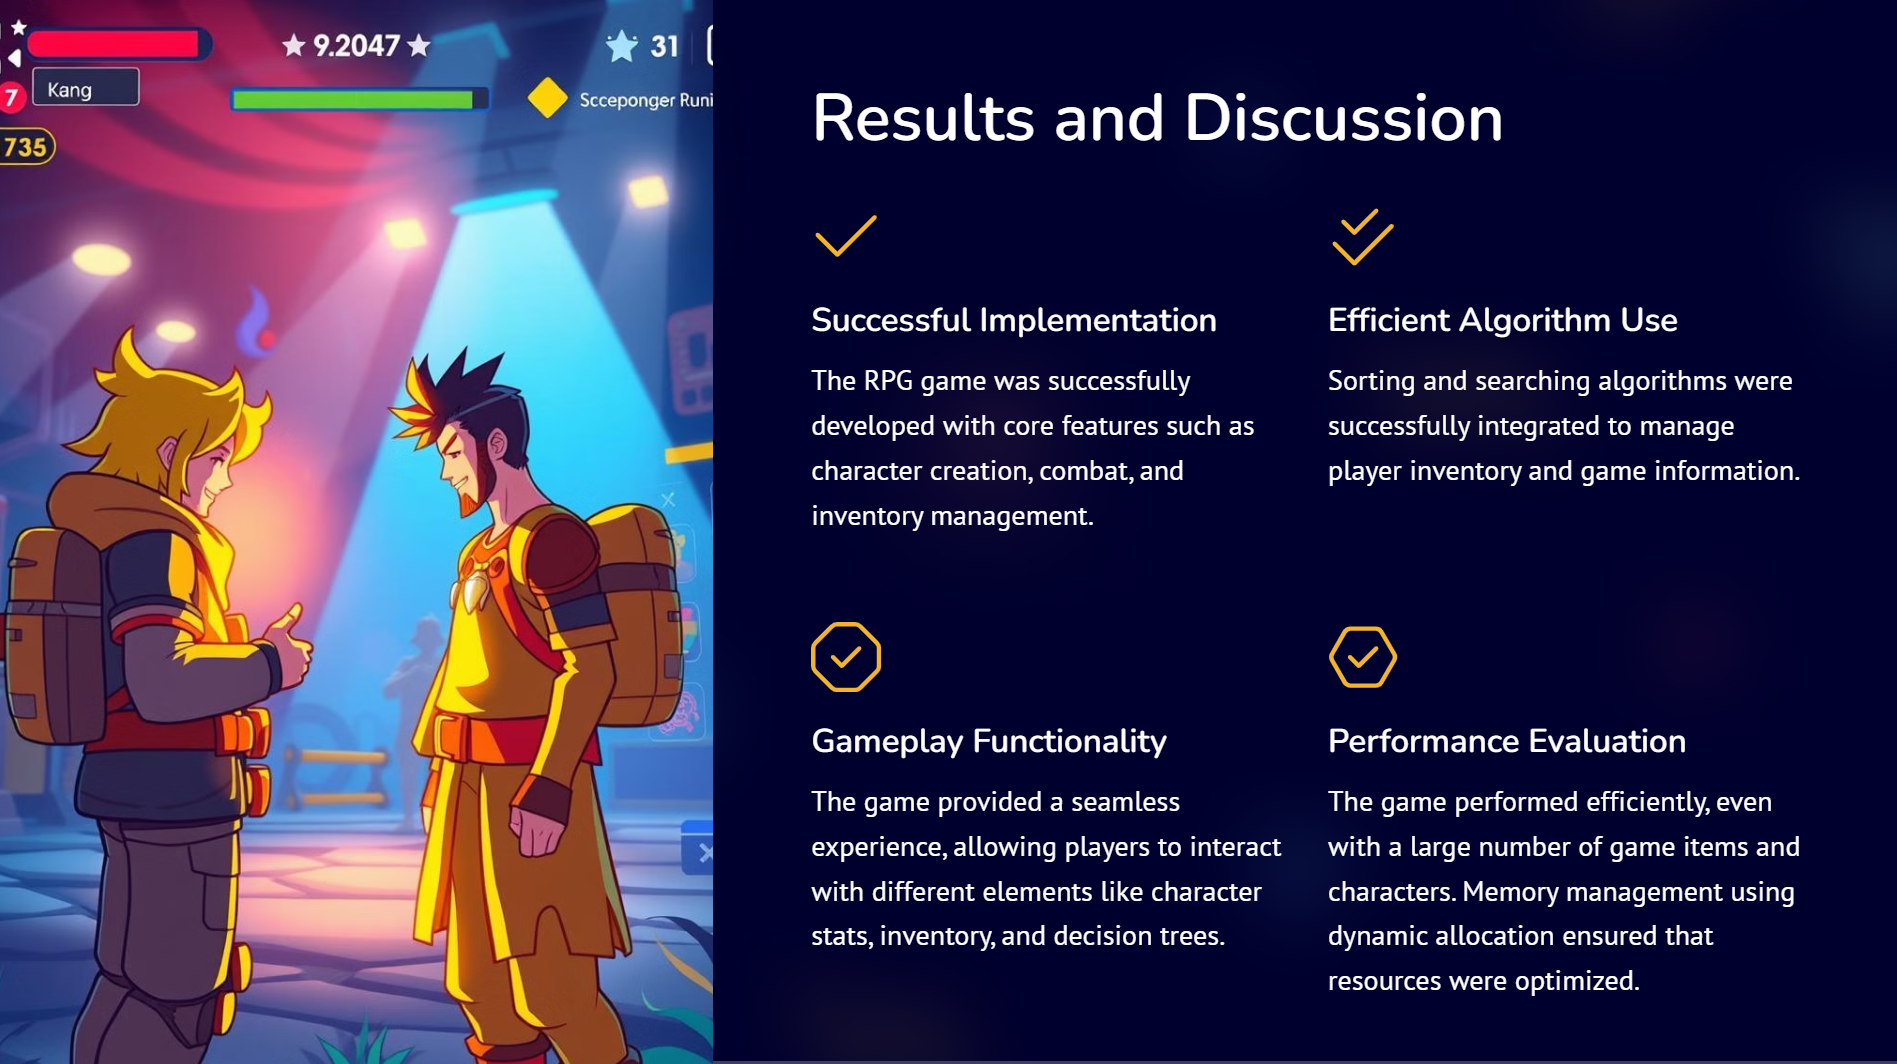 9.2047
31
Kang
7
Scceponger Runi
735
Results and Discussion
Successful Implementation
The RPG game was successfully
developed with core features such as
character creation, combat, and
inventory management.
Efficient Algorithm Use
Sorting and searching algorithms were
successfully integrated to manage
player inventory and game information.
Gameplay Functionality
The game provided a seamless
experience, allowing players to interact
with different elements like character
stats, inventory, and decision trees.
Performance Evaluation
The game performed efficiently, even
with a large number of game items and
characters. Memory management using
dynamic allocation ensured that
resources were optimized.